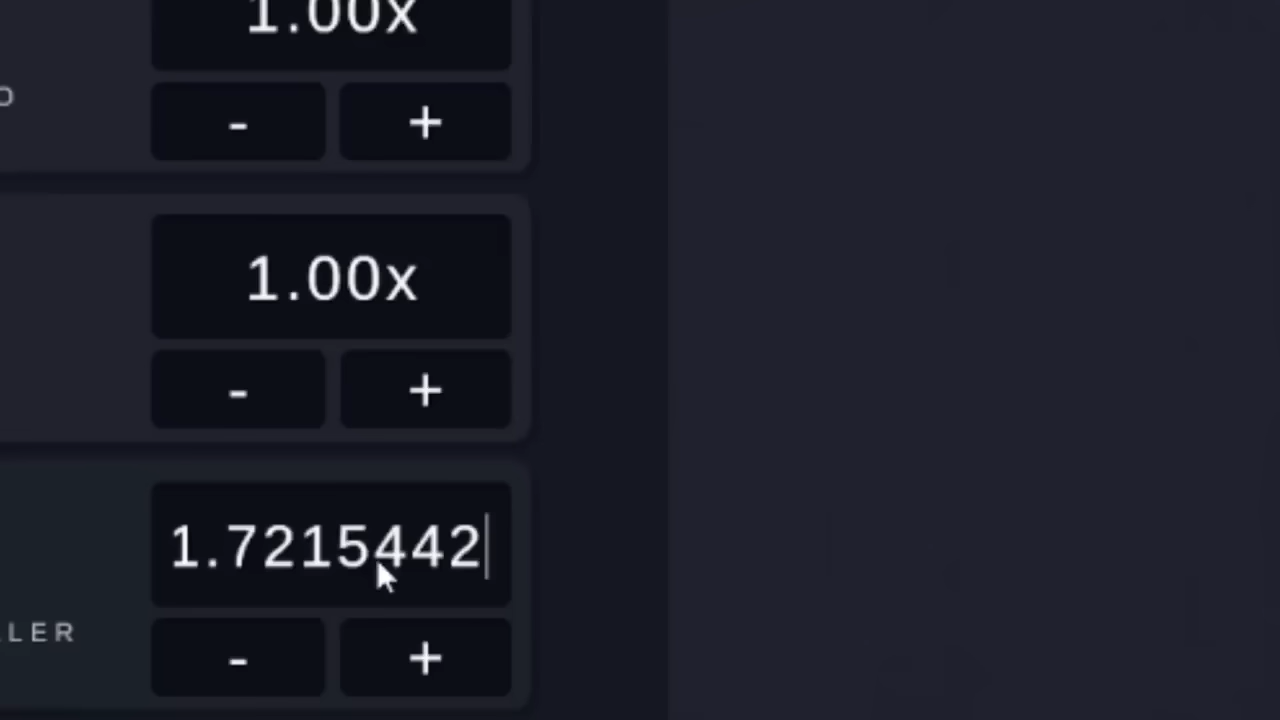 1.00x
- +
1.00x
- +
1.7215442
LER
- +